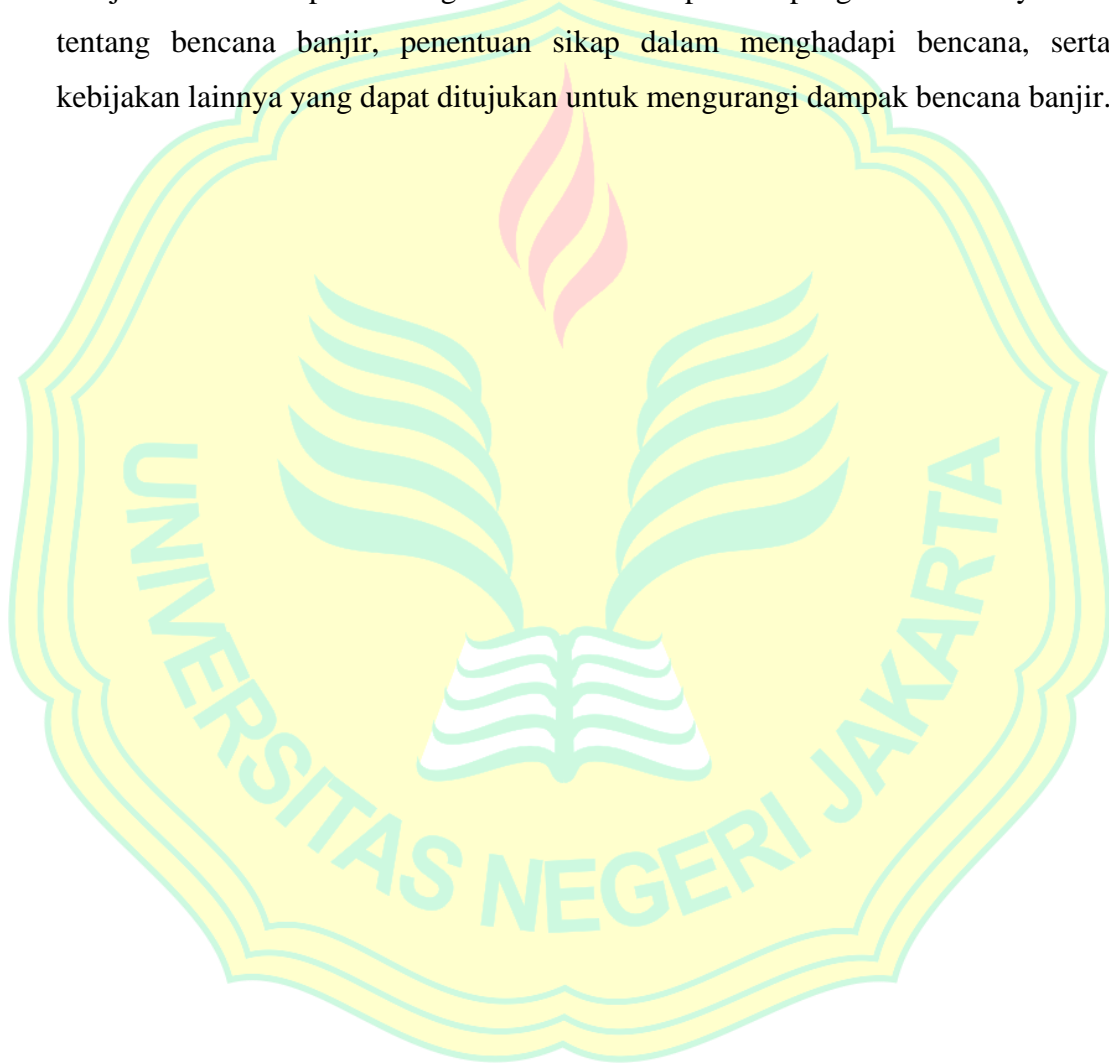 tentang bencana banjir, penentuan sikap dalam menghadapi bencana, serta
kebijakan lainnya yang dapat ditujukan untuk mengurangi dampak bencana banjir.
UNIVERSITAS NEGERI JAKARTA